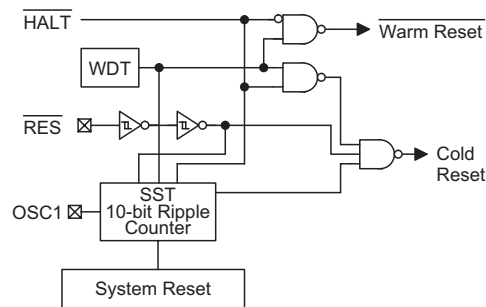 HALT
Warm Reset
WDT
RES
Cold
Reset
SST
10-bit Ripple
Counter
OSC1
System Reset